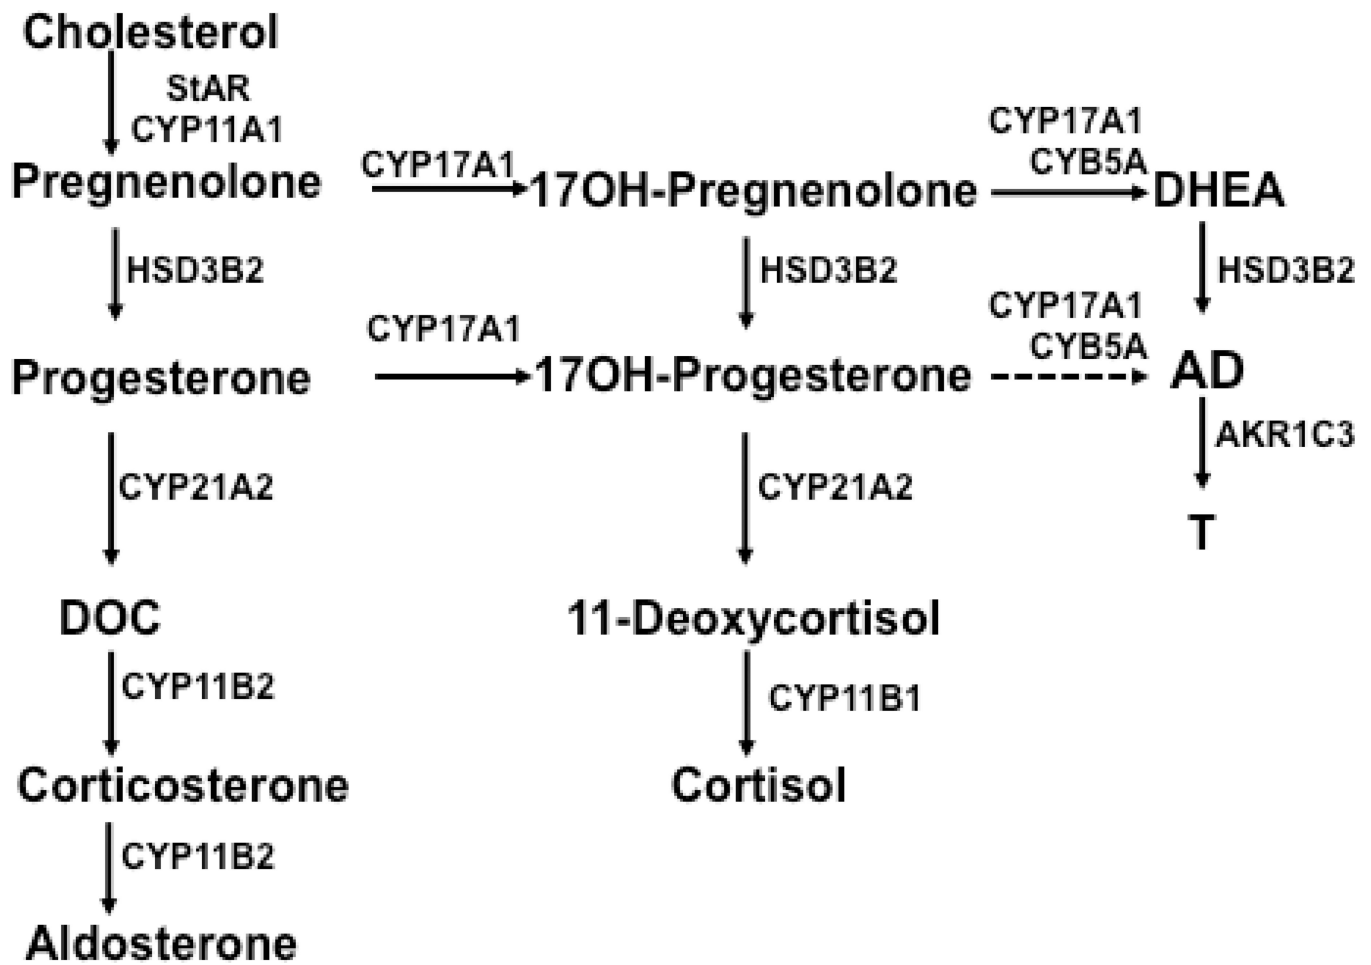 Cholesterol
StAR
CYP11A1
CYP17A1
CYB5A
Pregnenolone
CYP17A1
17OH-Pregnenolone
DHEA
HSD3B2
HSD3B2
HSD3B2
CYP17A1
CYP17A1
CYB5A
Progesterone
17OH-Progesterone
AD
AKR1C3
CYP21A2
CYP21A2
T
DOC
11-Deoxycortisol
CYP11B2
CYP11B1
Corticosterone
Cortisol
CYP11B2
Aldosterone